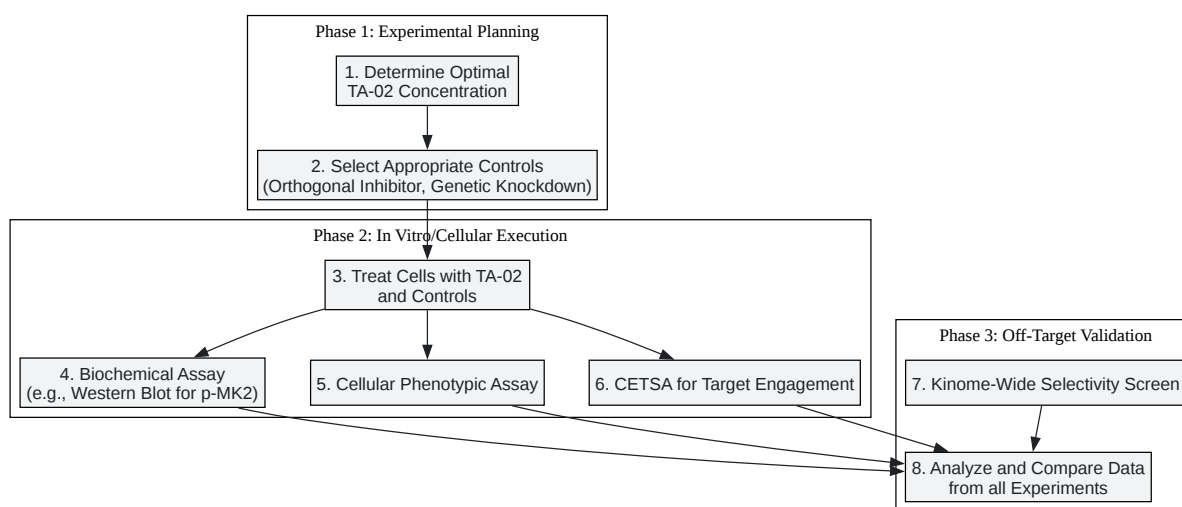 Phase 1: Experimental Planning
1. Determine Optimal
TA-02 Concentration
2. Select Appropriate Controls
(Orthogonal Inhibitor, Genetic Knockdown)
Phase 2: In Vitro/Cellular Execution
3. Treat Cells with TA-02
and Controls
4. Biochemical Assay
(e.g., Western Blot for p-MK2)
5. Cellular Phenotypic Assay
6. CETSA for Target Engagement
Phase 3: Off-Target Validation
7. Kinome-Wide Selectivity Screen
8. Analyze and Compare Data
from all Experiments